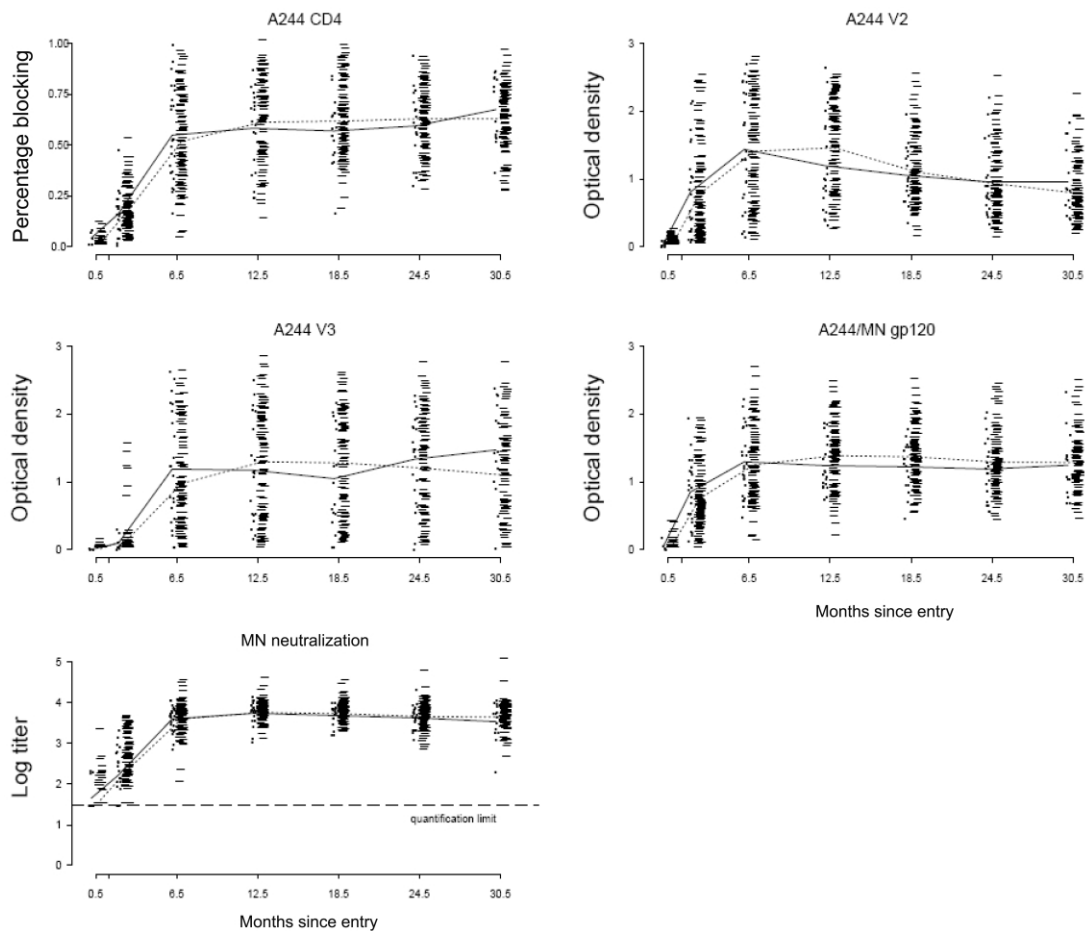 A244 CD4
Percentage blocking
1.00
0.75
0.50
0.25
0.00
0.5 6.5 12.5 18.5 24.5 30.5
A244 V2
Optical density
3
2
1
0
0.5 6.5 12.5 18.5 24.5 30.5
A244 V3
Optical density
3
2
1
0
0.5 6.5 12.5 18.5 24.5 30.5
A244/MN gp120
Optical density
3
2
1
0
0.5 6.5 12.5 18.5 24.5 30.5
Months since entry
MN neutralization
Log titer
5
4
3
2
1
0
quantification limit
0.5 6.5 12.5 18.5 24.5 30.5
Months since entry